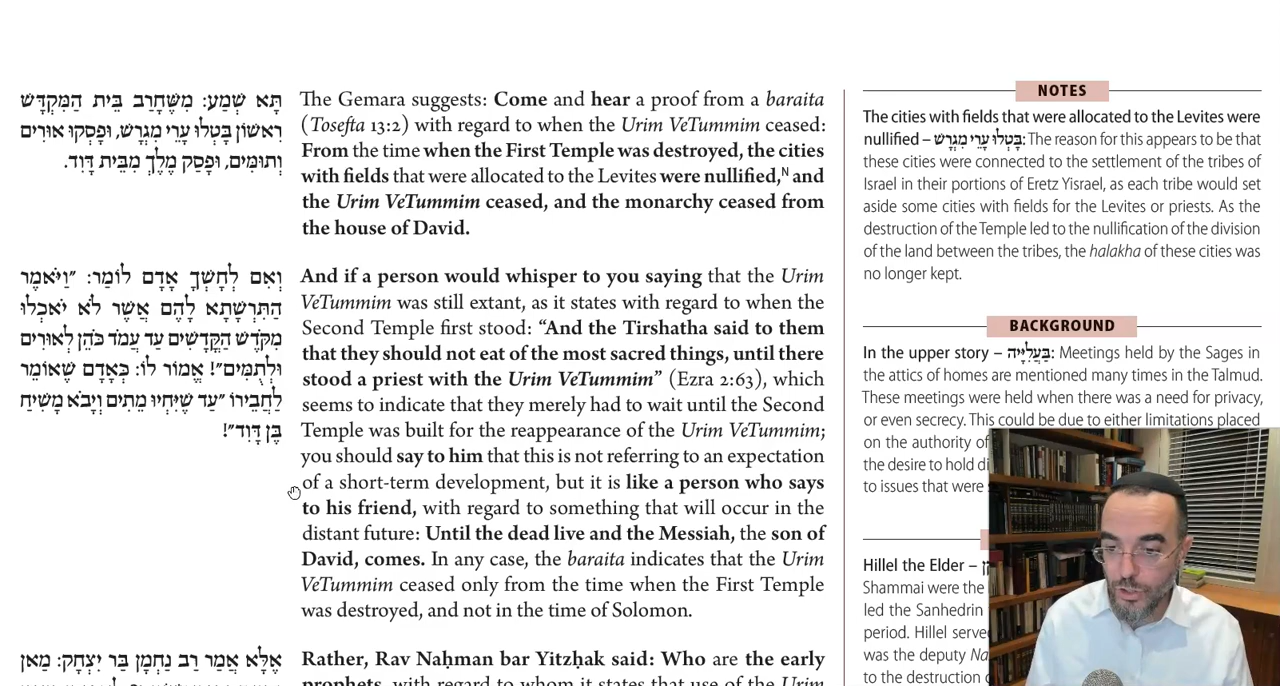 תָּא שְׁמַע: מִשֶּׁחָרַב בֵּית הַמִּקְדָּשׁ
רִאשׁוֹן בָּטְלוּ עָרֵי מִגְרָשׁ, וּפָסְקוּ אוּרִים
וְתוּמִּים, וּפָסַק מֶלֶךְ מִבֵּית דָּוִד.
The Gemara suggests: Come and hear a proof from a baraita
(Tosefta 13:2) with regard to when the Urim VeTummim ceased:
From the time when the First Temple was destroyed, the cities
with fields that were allocated to the Levites were nullified,N and
the Urim VeTummim ceased, and the monarchy ceased from
the house of David.
וְאִם לְחָשְׁךָ אָדָם לוֹמַר: ״וַיֹּאמֶר
הַתִּרְשָׁתָא לָהֶם אֲשֶׁר לֹא יֹאכְלוּ
מִקֹּדֶשׁ הַקֳּדָשִׁים עַד עֲמֹד כֹּהֵן לְאוּרִים
וּלְתֻמִּים״! אֱמוֹר לוֹ: כְּאָדָם שֶׁאוֹמֵר
לַחֲבֵירוֹ ״עַד שֶׁיִּחְיוּ מֵתִים וְיָבֹא מָשִׁיחַ
בֶּן דָּוִד״!
And if a person would whisper to you saying that the Urim
VeTummim was still extant, as it states with regard to when the
Second Temple first stood: “And the Tirshatha said to them
that they should not eat of the most sacred things, until there
stood a priest with the Urim VeTummim” (Ezra 2:63), which
seems to indicate that they merely had to wait until the Second
Temple was built for the reappearance of the Urim VeTummim;
you should say to him that this is not referring to an expectation
of a short-term development, but it is like a person who says
to his friend, with regard to something that will occur in the
distant future: Until the dead live and the Messiah, the son of
David, comes. In any case, the baraita indicates that the Urim
VeTummim ceased only from the time when the First Temple
was destroyed, and not in the time of Solomon.
אֶלָּא אָמַר רַב נַחְמָן בַּר יִצְחָק: מַאן
Rather, Rav Naḥman bar Yitzḥak said: Who are the early
prophets, with regard to whom it states that use of the Urim
NOTES
The cities with fields that were allocated to the Levites were
nullified – בָּטְלוּ עָרֵי מִגְרָשׁ: The reason for this appears to be that
these cities were connected to the settlement of the tribes of
Israel in their portions of Eretz Yisrael, as each tribe would set
aside some cities with fields for the Levites or priests. As the
destruction of the Temple led to the nullification of the division
of the land between the tribes, the halakha of these cities was
no longer kept.
BACKGROUND
In the upper story – בַּעֲלִיָּיה: Meetings held by the Sages in
the attics of homes are mentioned many times in the Talmud.
These meetings were held when there was a need for privacy,
or even secrecy. This could be due to either limitations placed
on the authority of
the desire to hold di
to issues that were
Hillel the Elder –
Shammai were the
led the Sanhedrin
period. Hillel serve
was the deputy Na
to the destruction